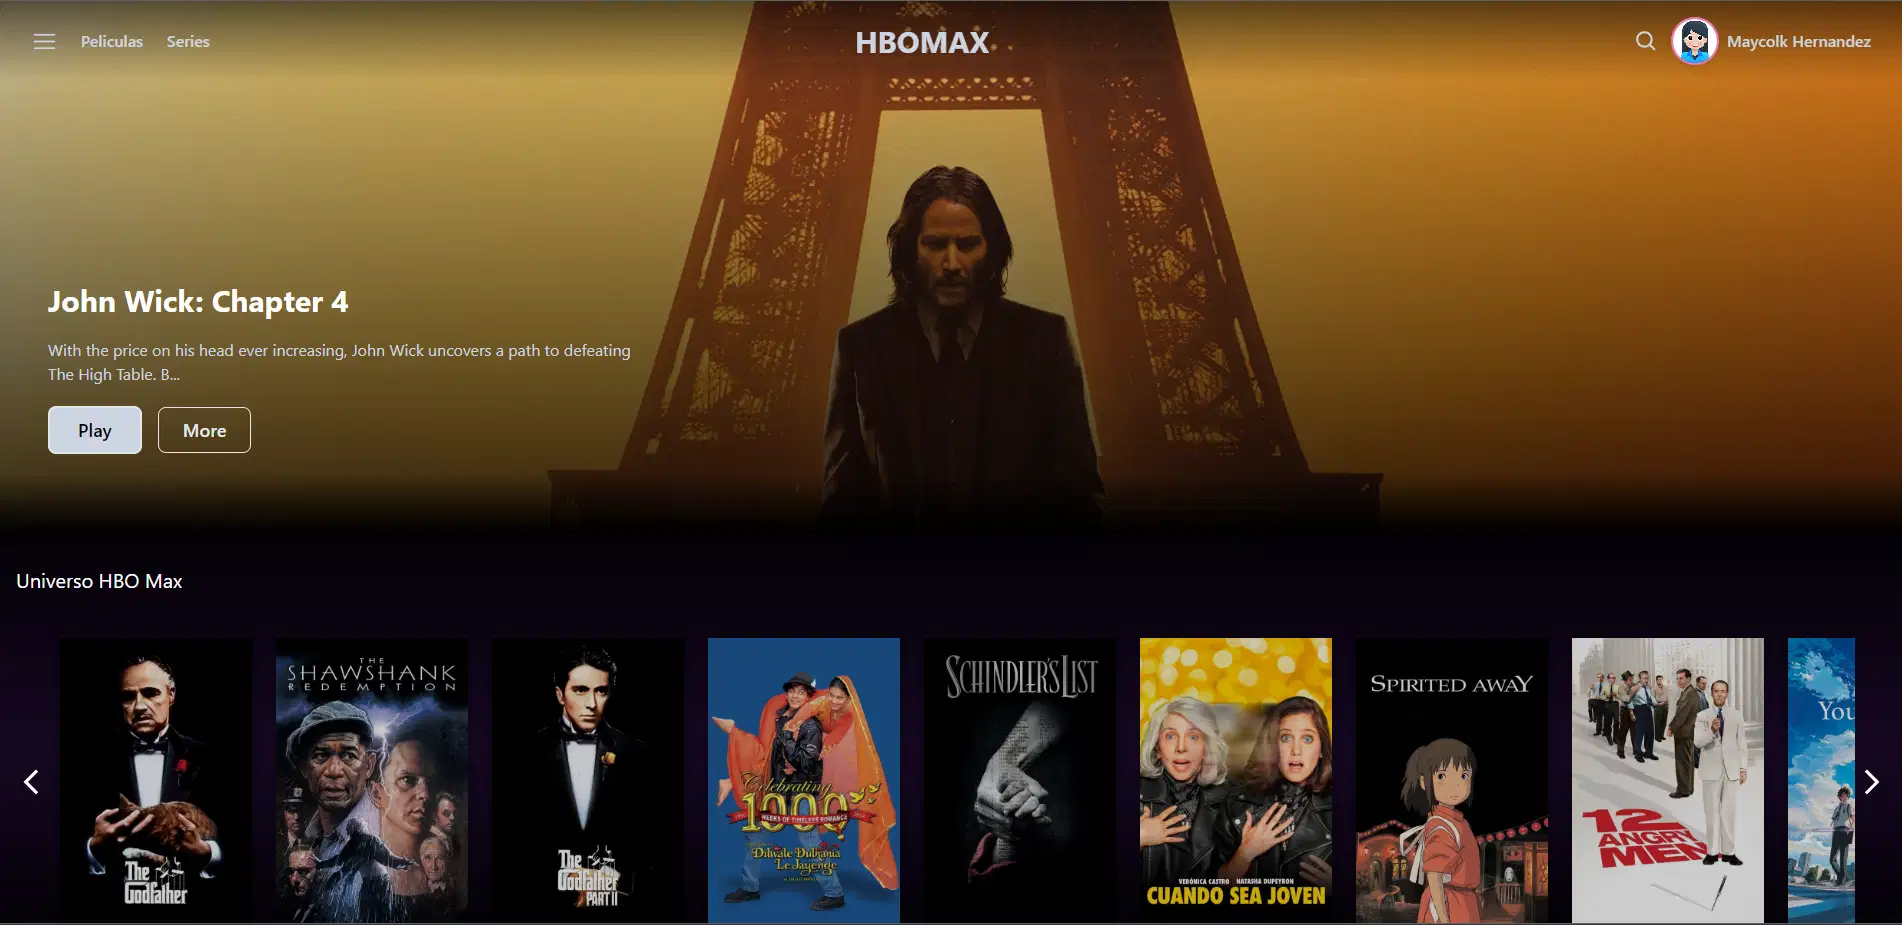 Peliculas
Series
HBOMAX
Maycolk Hernandez
John Wick: Chapter 4
With the price on his head ever increasing, John Wick uncovers a path to defeating
The High Table. B...
Play
More
Universo HBO Max
The
Godfather
THE
SHAWSHANK
REDEMPTION
The
Godfather
PART II
Celebrating
1000
WEEKS OF TIMELESS ROMANCE
Dilwale Dulhania
Le Jayenge
SCHINDLER'S LIST
VERÓNICA CASTRO NATASHA DUPEYRON
CUANDO SEA JOVEN
SPIRITED AWAY
12
ANGRY
MEN
You